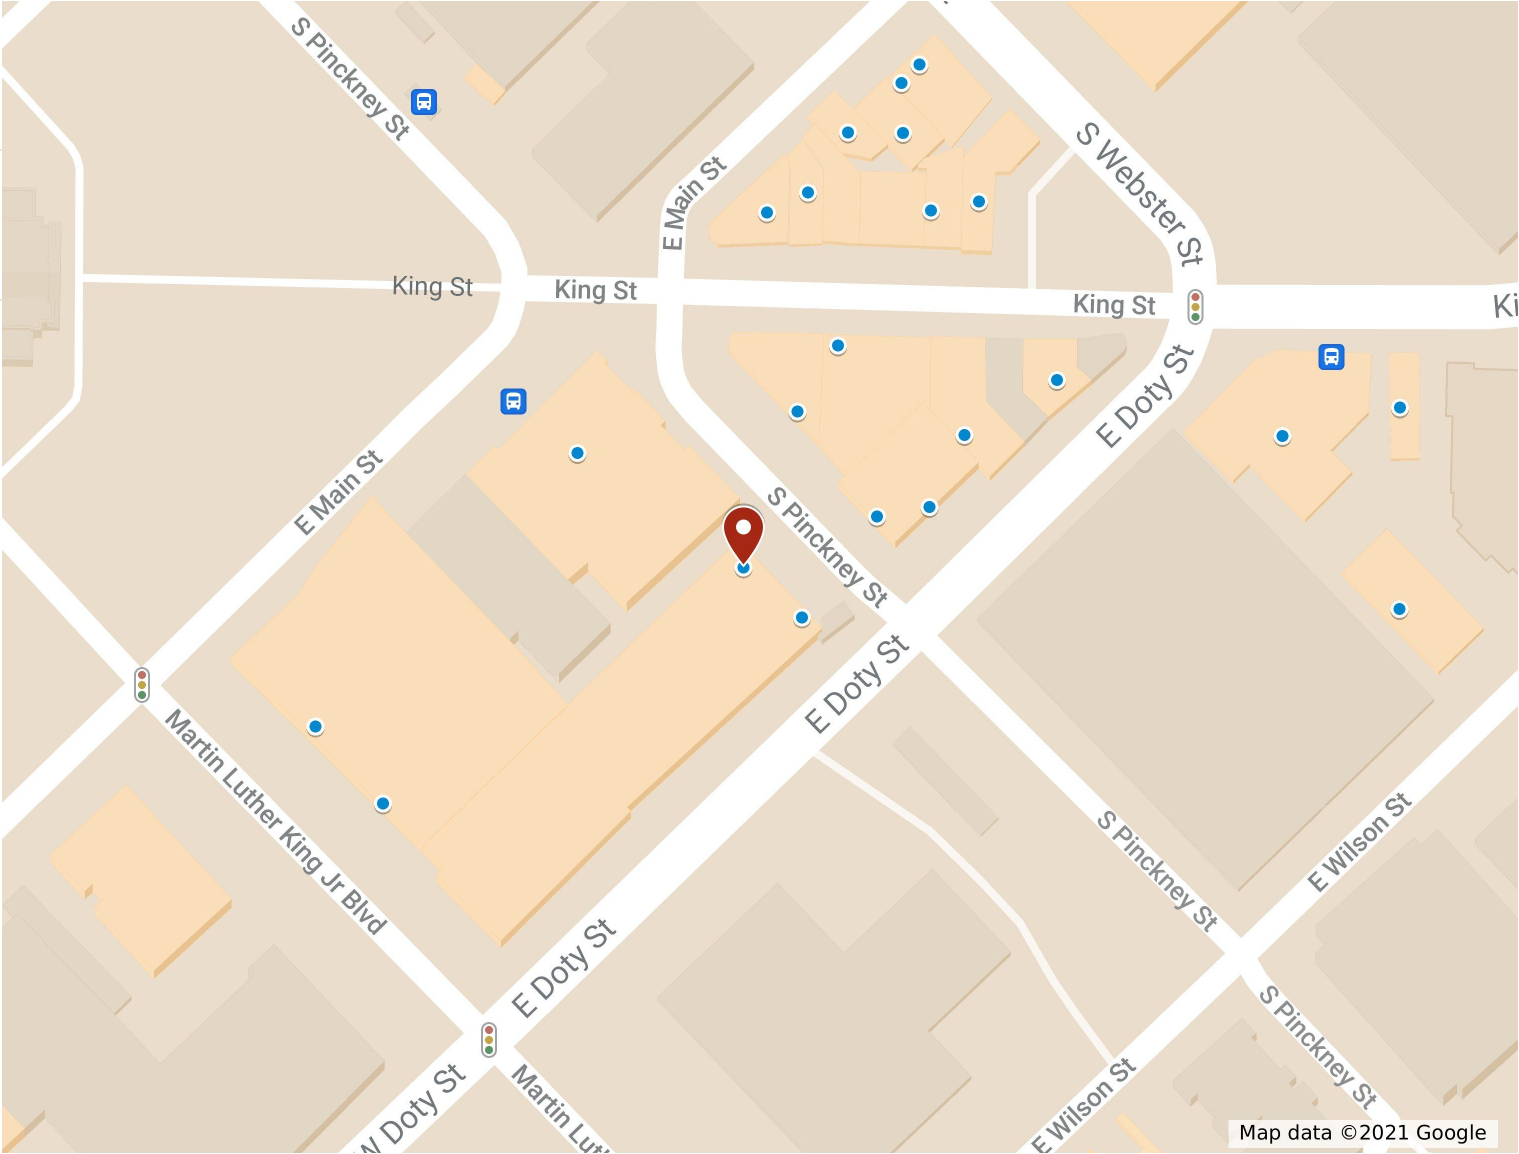 S Pinckney St
E Main St
S Webster St
King St
King St
King St
Ki
E Doty St
E Main St
S Pinckney St
E Doty St
Martin Luther King Jr Blvd
S Pinckney St
E Wilson St
E Doty St
S Pinckney St
W Doty St
Martin Lut
E Wilson St
Map data ©2021 Google